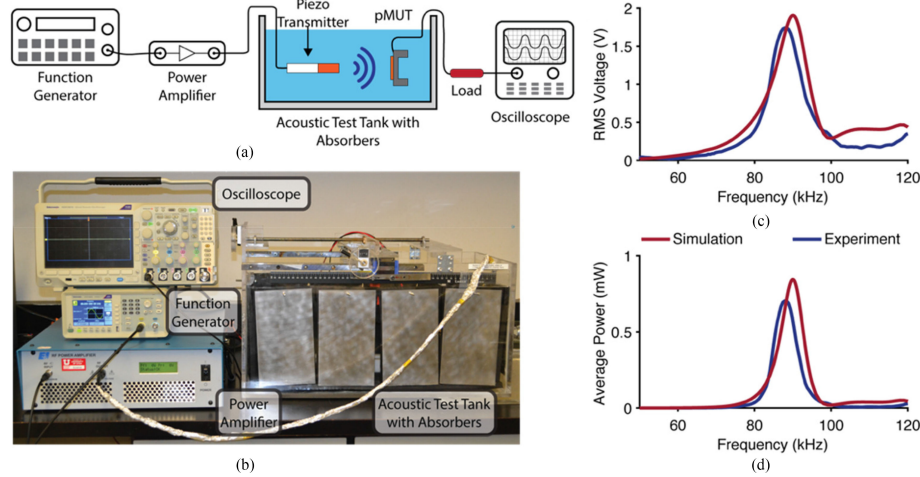 Piezo
Transmitter
pMUT
Function
Generator
Power
Amplifier
Load
Oscilloscope
Acoustic Test Tank with
Absorbers
(a)
Oscilloscope
Function
Generator
Power
Amplifier
Acoustic Test Tank
with Absorbers
(b)
RMS Voltage (V)
2
1.5
1
0.5
0
60 80 100 120
Frequency (kHz)
(c)
Simulation Experiment
Average Power (mW)
1
0.5
0
60 80 100 120
Frequency (kHz)
(d)